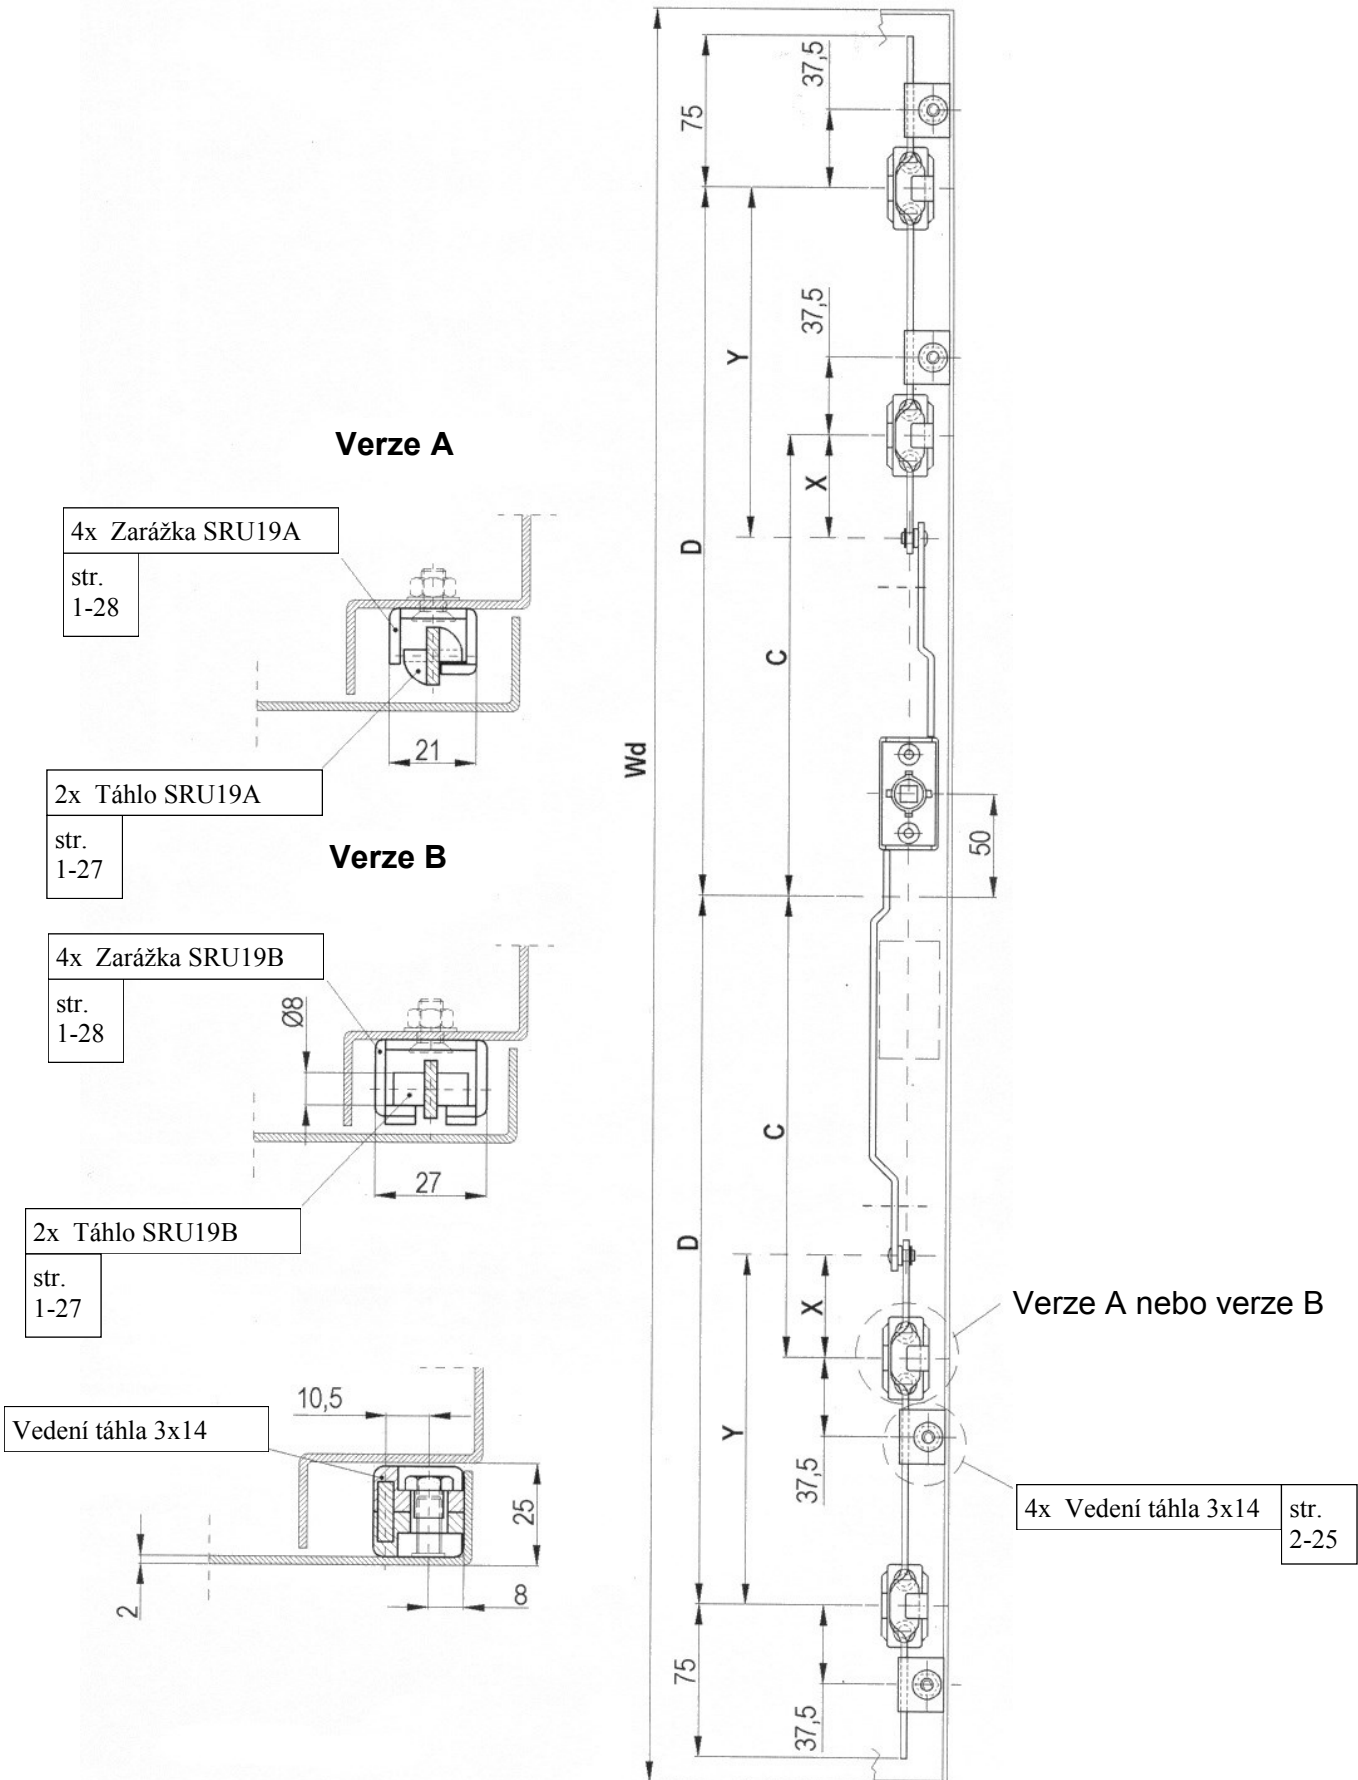 Verze A
4x Zarážka SRU19A
str.
1-28
21
2x Táhlo SRU19A
str.
1-27
Verze B
4x Zarážka SRU19B
str.
1-28
Ø8
27
2x Táhlo SRU19B
str.
1-27
10,5
Vedení táhla 3x14
25
2
8
Wd
75
37,5
37,5
Y
X
D
C
50
C
D
X
Y
37,5
75
37,5
Verze A nebo verze B
4x Vedení táhla 3x14
str.
2-25